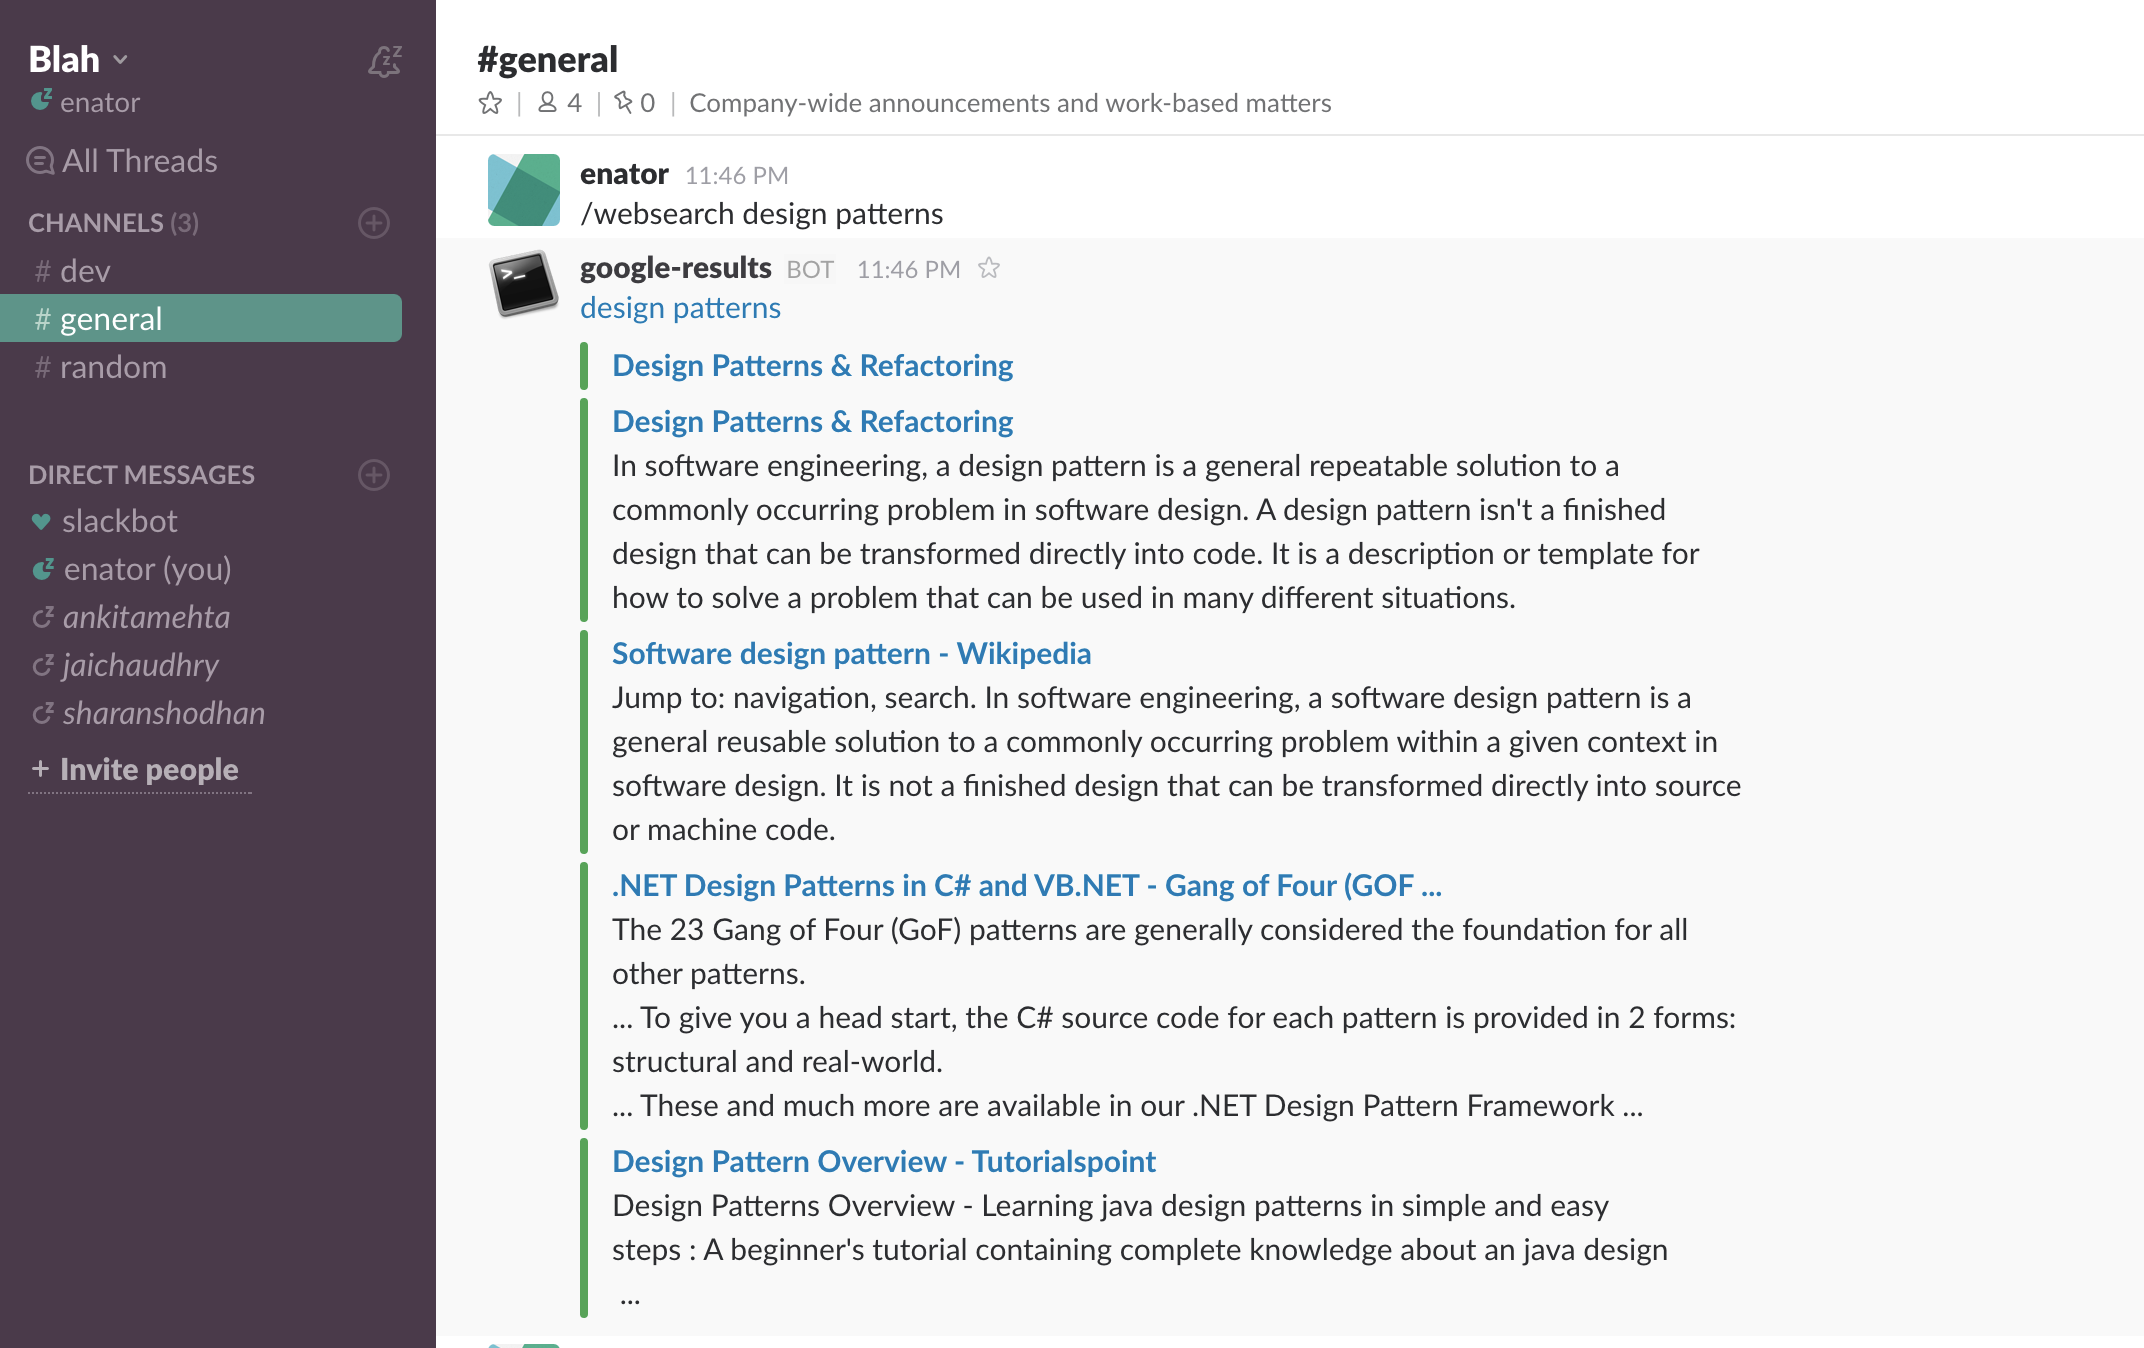 Blah
enator
All Threads
CHANNELS (3)
# dev
# general
# random
DIRECT MESSAGES
slackbot
enator (you)
ankitamehta
jaichaudhry
sharanshodhan
+ Invite people
#general
4 | 0 | Company-wide announcements and work-based matters
enator 11:46 PM
/websearch design patterns
google-results BOT 11:46 PM
design patterns
Design Patterns & Refactoring
Design Patterns & Refactoring
In software engineering, a design pattern is a general repeatable solution to a
commonly occurring problem in software design. A design pattern isn't a finished
design that can be transformed directly into code. It is a description or template for
how to solve a problem that can be used in many different situations.
Software design pattern - Wikipedia
Jump to: navigation, search. In software engineering, a software design pattern is a
general reusable solution to a commonly occurring problem within a given context in
software design. It is not a finished design that can be transformed directly into source
or machine code.
.NET Design Patterns in C# and VB.NET - Gang of Four (GOF ...
The 23 Gang of Four (GoF) patterns are generally considered the foundation for all
other patterns.
... To give you a head start, the C# source code for each pattern is provided in 2 forms:
structural and real-world.
... These and much more are available in our .NET Design Pattern Framework ...
Design Pattern Overview - Tutorialspoint
Design Patterns Overview - Learning java design patterns in simple and easy
steps : A beginner's tutorial containing complete knowledge about an java design
...